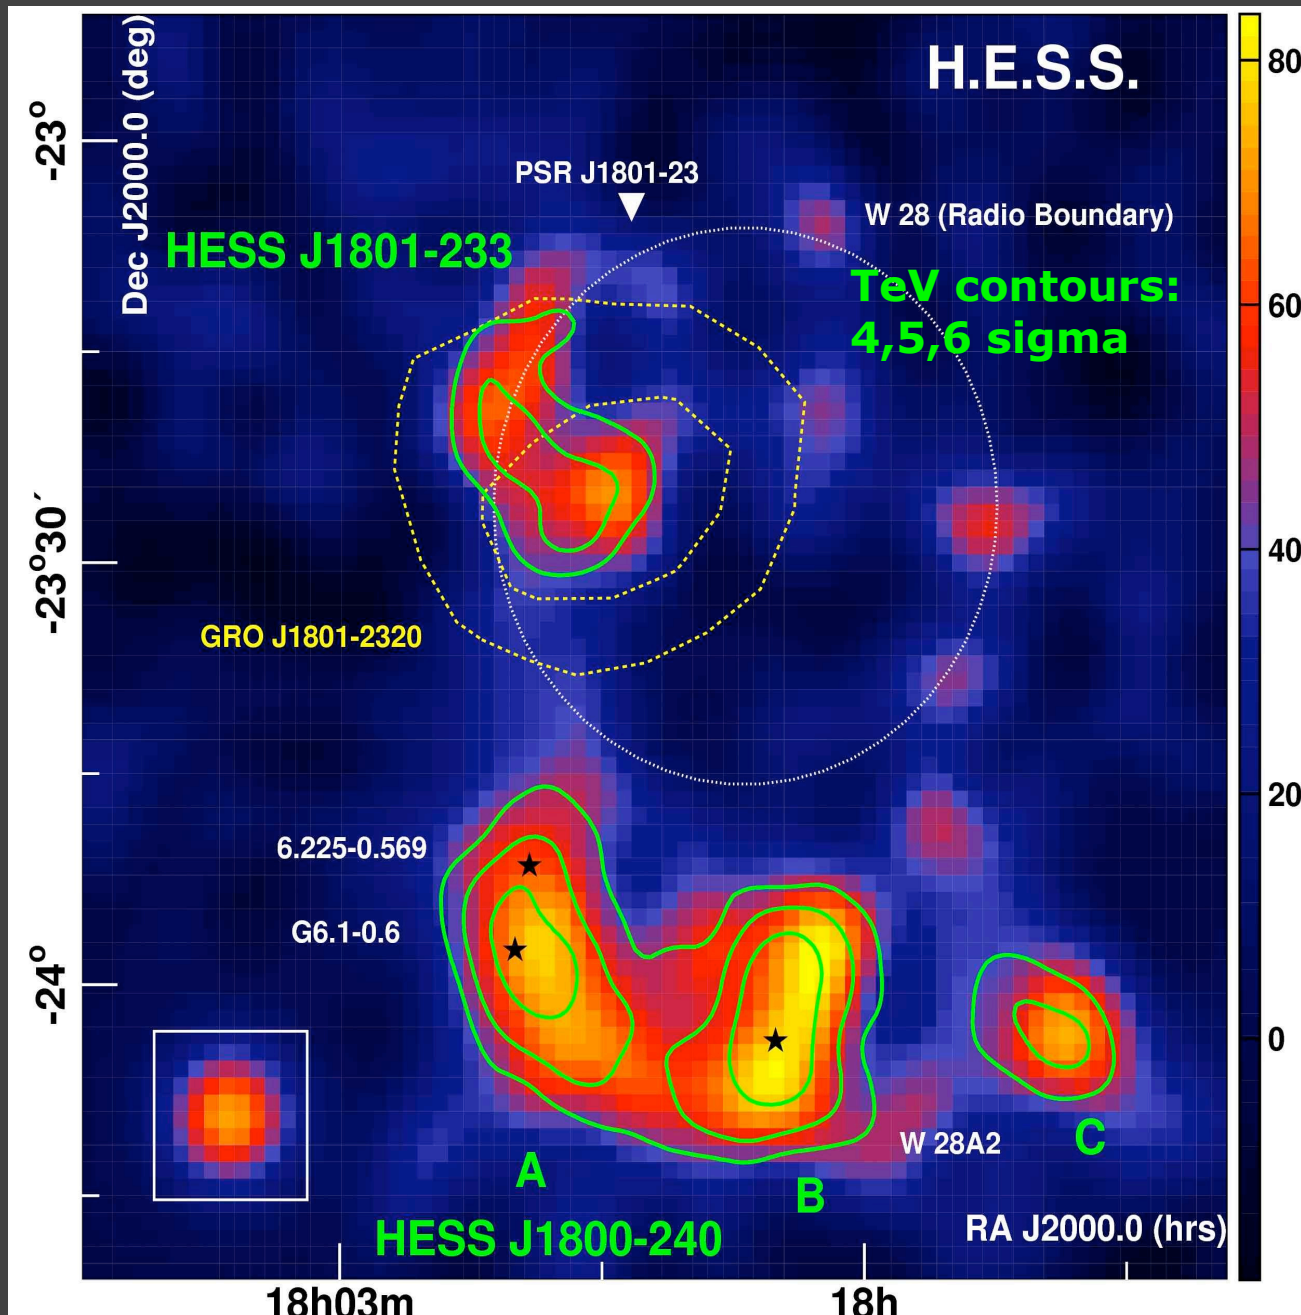 H.E.S.S.
Dec J2000.0 (deg)
-23°
PSR J1801-23
W 28 (Radio Boundary)
HESS J1801-233
TeV contours:
4,5,6 sigma
-23°30´
GRO J1801-2320
6.225-0.569
G6.1-0.6
-24°
W 28A2
A
B
C
HESS J1800-240
RA J2000.0 (hrs)
18h03m
18h
80
60
40
20
0